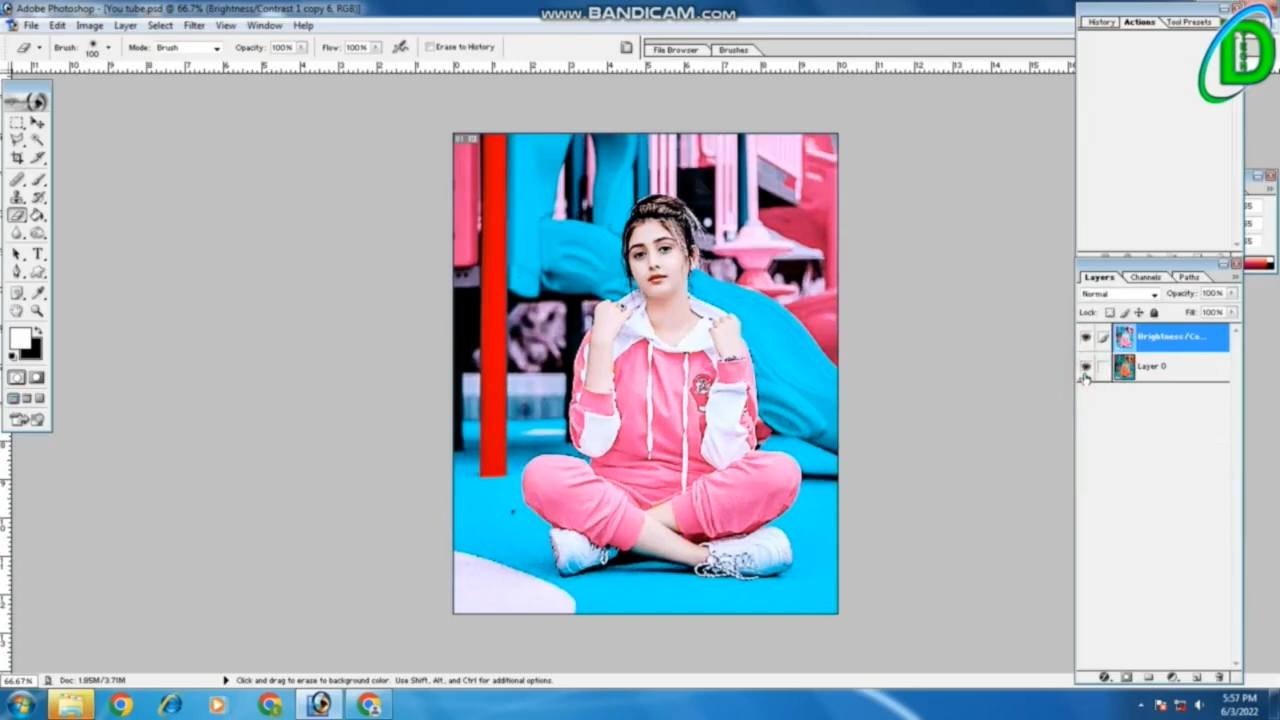 Adobe Photoshop - [You tube.psd @ 66.7% (Brightness/Contrast 1 copy 6, RGB)]
www.BANDICAM.com
File Edit Image Layer Select Filter View Window Help
Brush: 100 Mode: Brush Opacity: 100% Flow: 100% Erase to History
File Browser Brushes
History Actions Tool Presets
D
Layers Channels Paths
Normal Opacity: 100%
Lock: Fill: 100%
Brightness/Co...
Layer 0
66.67% Doc: 1.85M/3.71M Click and drag to erase to background color. Use Shift, Alt, and Ctrl for additional options.
5:57 PM
6/3/2022